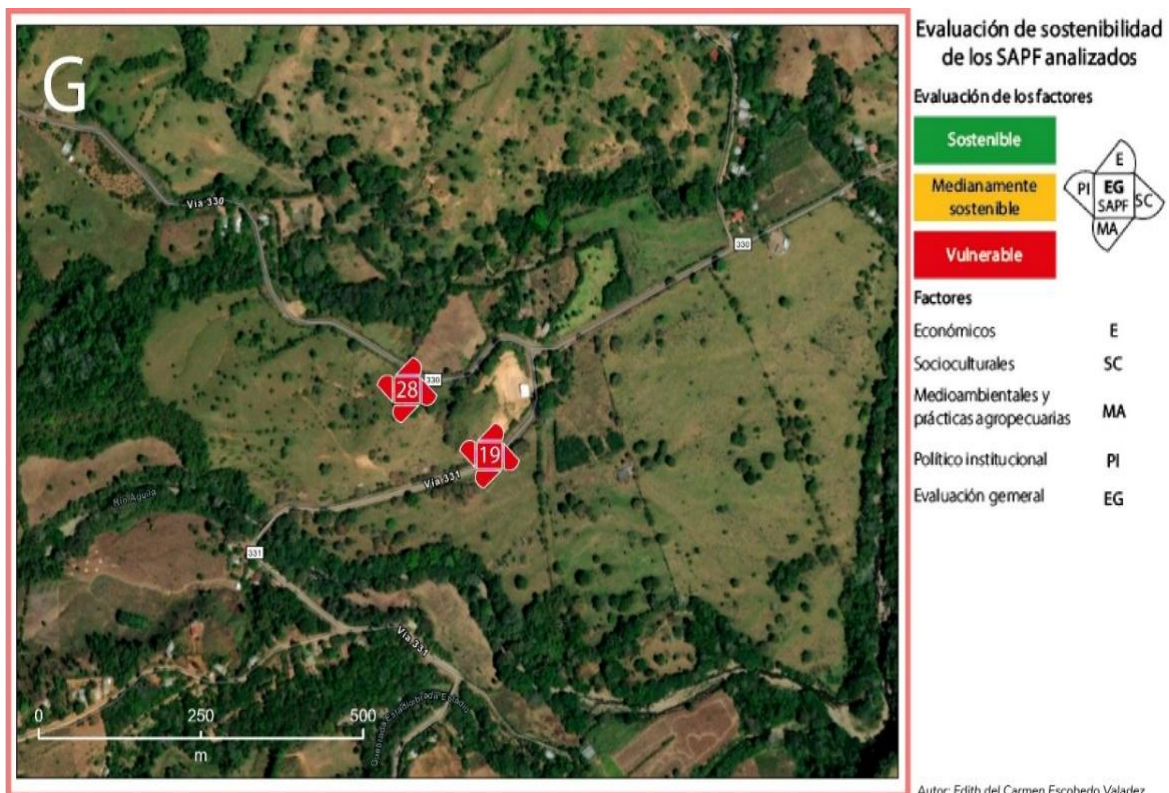 G
Vía 330
330
330
28
19
Vía 331
Río Aguila
331
Vía 331
0
250
500
m
Evaluación de sostenibilidad
de los SAPF analizados
Evaluación de los factores
Sostenible
Medianamente
sostenible
Vulnerable
E
PI
EG
SC
SAPF
MA
Factores
Económicos E
Socioculturales SC
Medioambientales y
prácticas agropecuarias MA
Político institucional PI
Evaluación gemeral EG
Autor: Edith del Carmen Escobedo Valadez